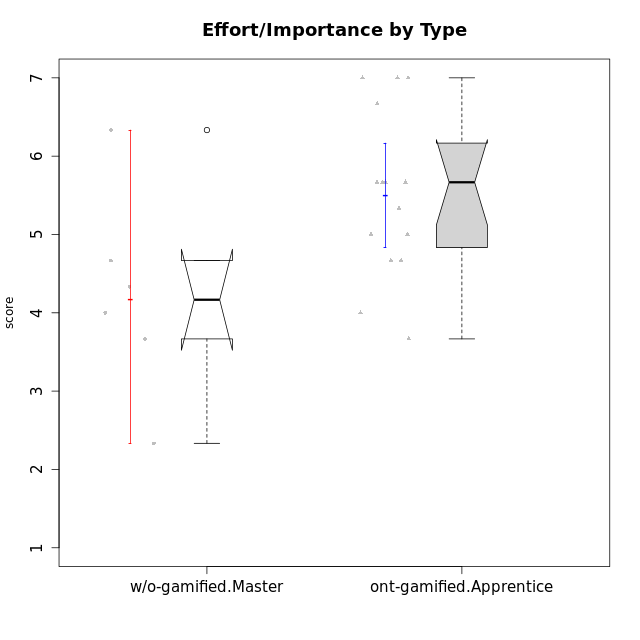 Effort/Importance by Type
7
6
5
4
3
2
1
score
w/o-gamified.Master
ont-gamified.Apprentice